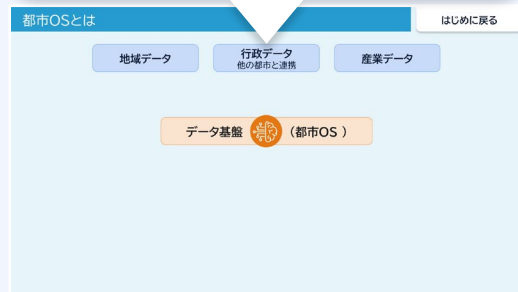 都市OSとは
はじめに戻る
地域データ
行政データ
他の都市と連携
産業データ
データ基盤 （都市OS ）